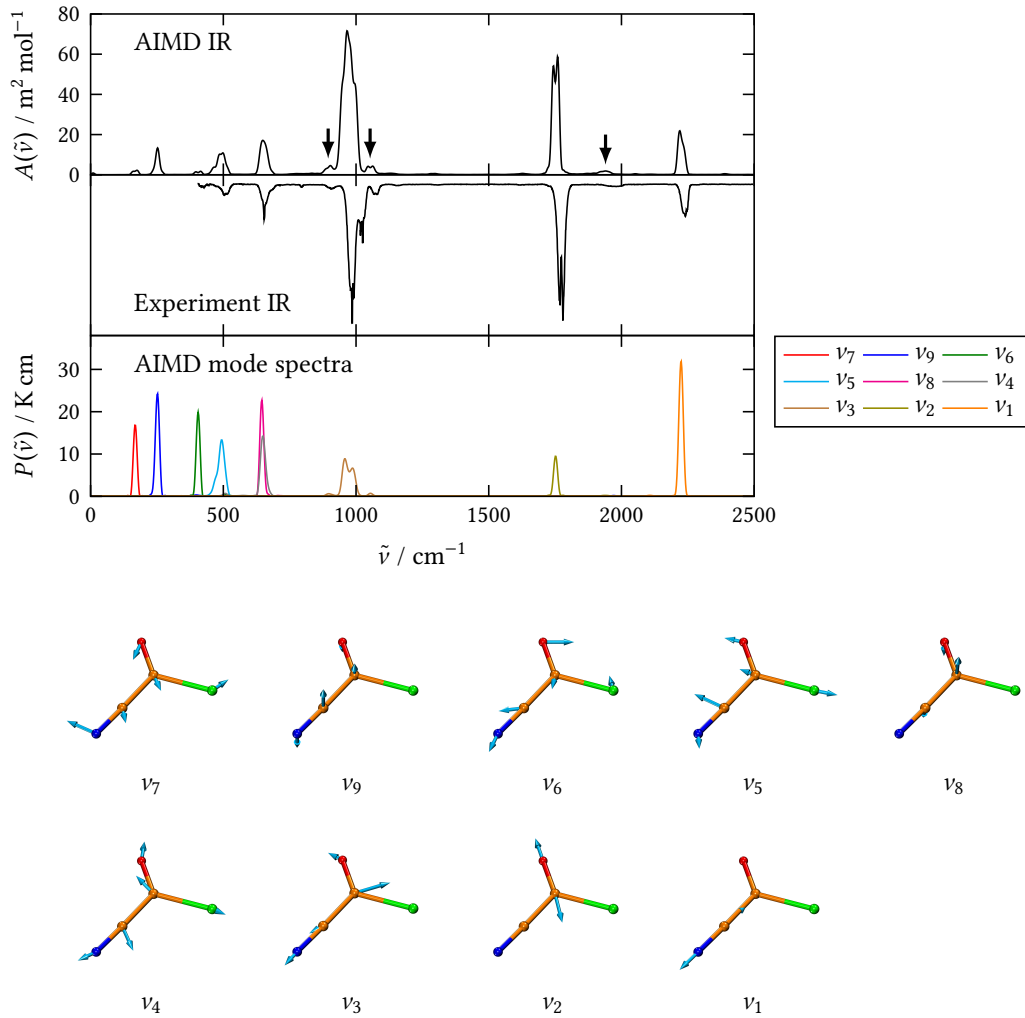 80
60
40
20
0
A(ṽ) / m² mol⁻¹
AIMD IR
Experiment IR
AIMD mode spectra
30
20
10
0
P(ṽ) / K cm
0 500 1000 1500 2000 2500
ṽ / cm⁻¹
ν₇ ν₉ ν₆
ν₅ ν₈ ν₄
ν₃ ν₂ ν₁
ν₇ ν₉ ν₆ ν₅ ν₈
ν₄ ν₃ ν₂ ν₁